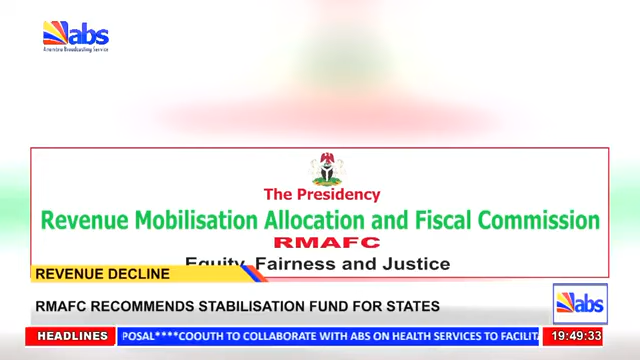 abs
Anambra Broadcasting Service
The Presidency
Revenue Mobilisation Allocation and Fiscal Commission
RMAFC
Equity, Fairness and Justice
REVENUE DECLINE
RMAFC RECOMMENDS STABILISATION FUND FOR STATES
abs
HEADLINES POSAL****COOUTH TO COLLABORATE WITH ABS ON HEALTH SERVICES TO FACILITA 19:49:33